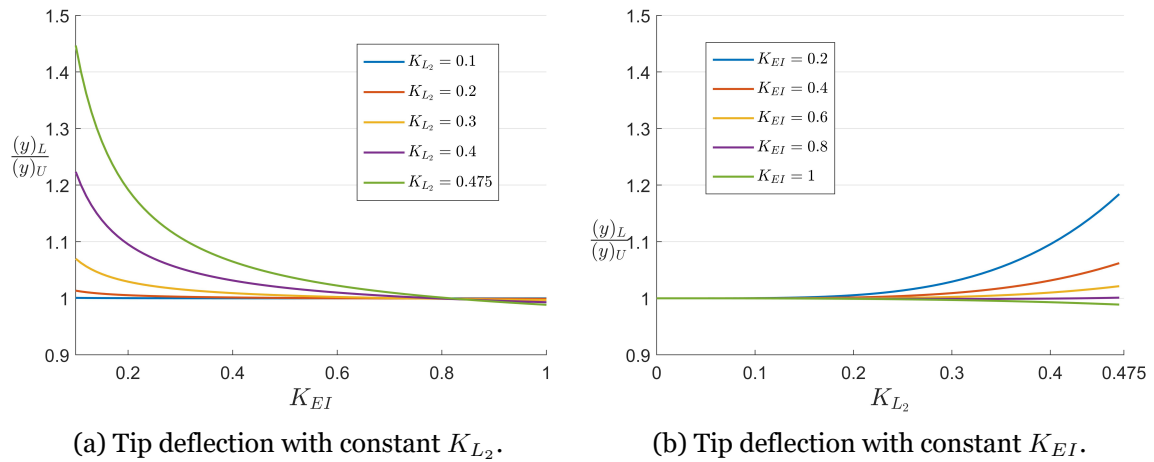 1.5
1.4
1.3
1.2
1.1
1
0.9
(y)_L
(y)_U
K_{L_2} = 0.1
K_{L_2} = 0.2
K_{L_2} = 0.3
K_{L_2} = 0.4
K_{L_2} = 0.475
0.2 0.4 0.6 0.8 1
K_{EI}
(a) Tip deflection with constant K_{L_2}.
1.5
1.4
1.3
1.2
1.1
1
0.9
(y)_L
(y)_U
K_{EI} = 0.2
K_{EI} = 0.4
K_{EI} = 0.6
K_{EI} = 0.8
K_{EI} = 1
0 0.1 0.2 0.3 0.4 0.475
K_{L_2}
(b) Tip deflection with constant K_{EI}.